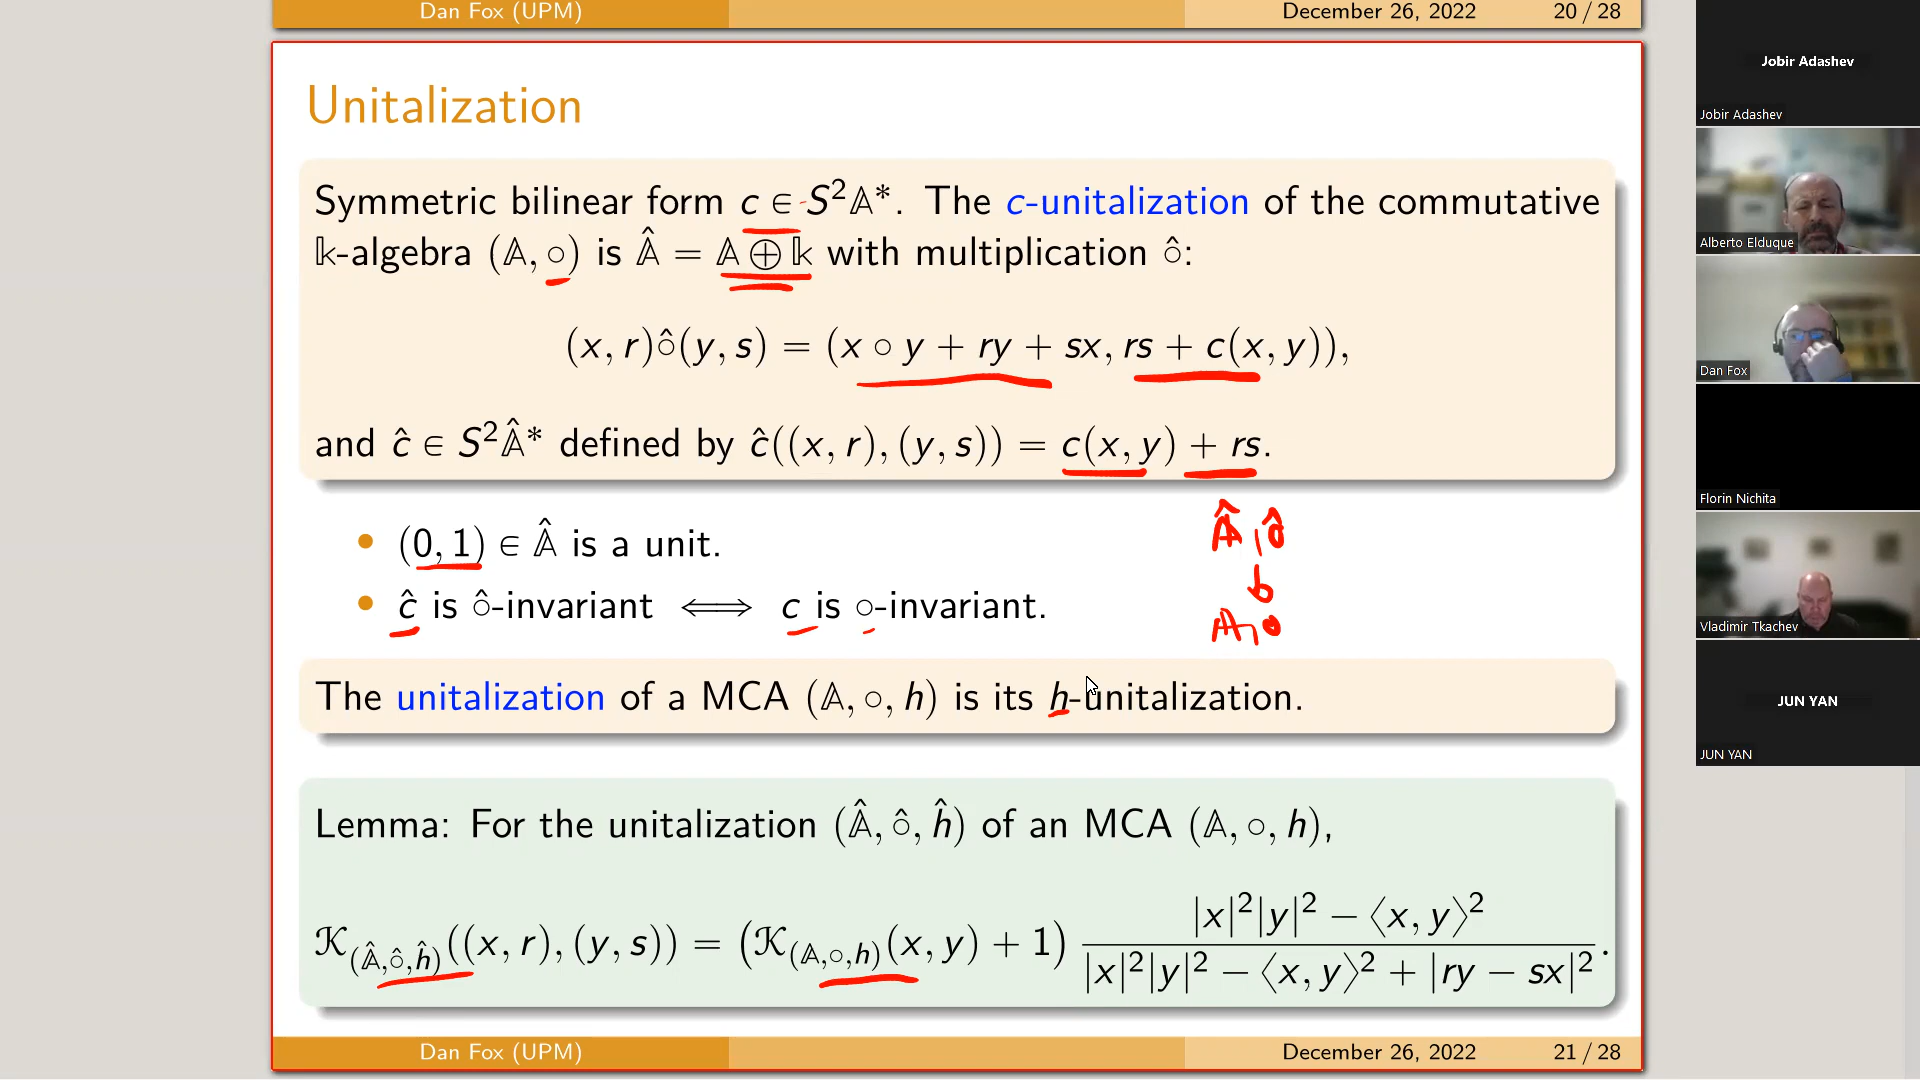 Dan Fox (UPM) December 26, 2022 20 / 28
Unitalization
Symmetric bilinear form c ∈ S²𝔸*. The c-unitalization of the commutative
𝕜-algebra (𝔸, ∘) is 𝔸̂ = 𝔸 ⊕ 𝕜 with multiplication ∘̂:
(x, r)∘̂(y, s) = (x ∘ y + ry + sx, rs + c(x, y)),
and ĉ ∈ S²𝔸̂* defined by ĉ((x, r), (y, s)) = c(x, y) + rs.
• (0, 1) ∈ 𝔸̂ is a unit.
• ĉ is ∘̂-invariant ⟺ c is ∘-invariant.
𝔸̂, ∘̂
b
𝔸, ∘
The unitalization of a MCA (𝔸, ∘, h) is its h-unitalization.
Lemma: For the unitalization (𝔸̂, ∘̂, ĥ) of an MCA (𝔸, ∘, h),
𝒦_(𝔸̂,∘̂,ĥ)((x, r), (y, s)) = (𝒦_(𝔸,∘,h)(x, y) + 1) (|x|²|y|² − ⟨x, y⟩²) / (|x|²|y|² − ⟨x, y⟩² + |ry − sx|²).
Dan Fox (UPM) December 26, 2022 21 / 28
Jobir Adashev
Jobir Adashev
Alberto Elduque
Dan Fox
Florin Nichita
Vladimir Tkachev
JUN YAN
JUN YAN